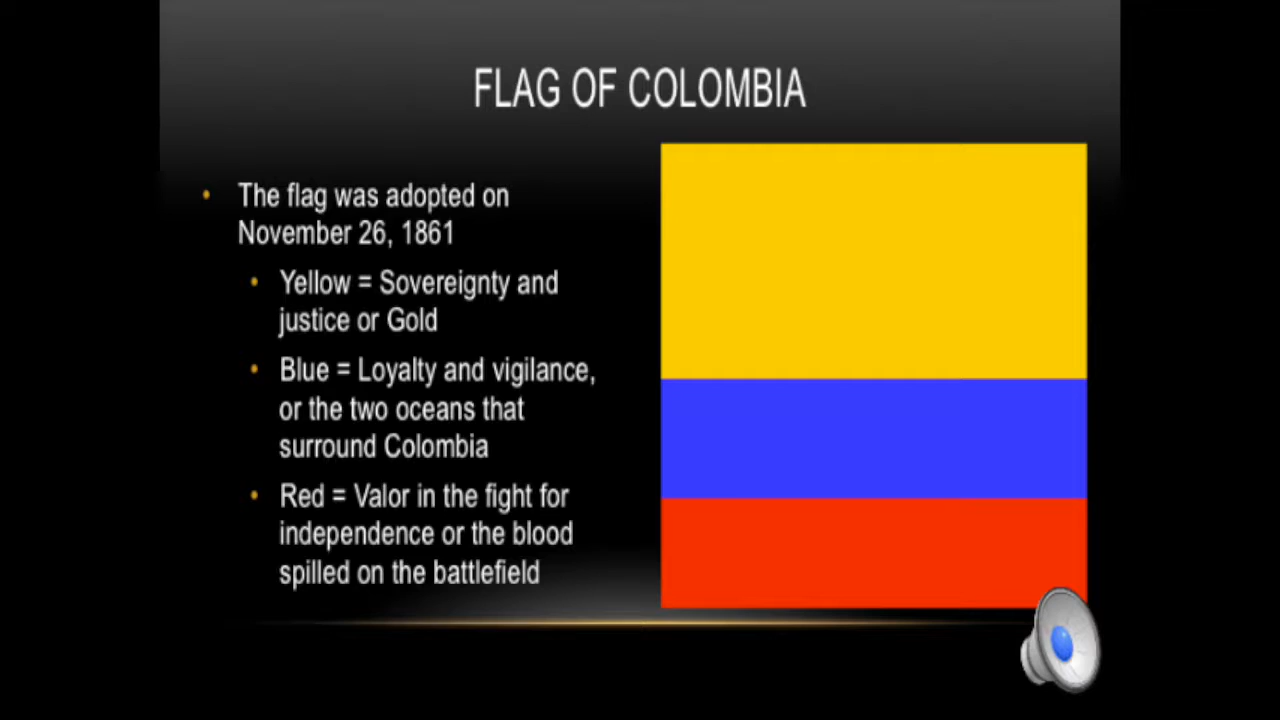 FLAG OF COLOMBIA
• The flag was adopted on
November 26, 1861
• Yellow = Sovereignty and
justice or Gold
• Blue = Loyalty and vigilance,
or the two oceans that
surround Colombia
• Red = Valor in the fight for
independence or the blood
spilled on the battlefield